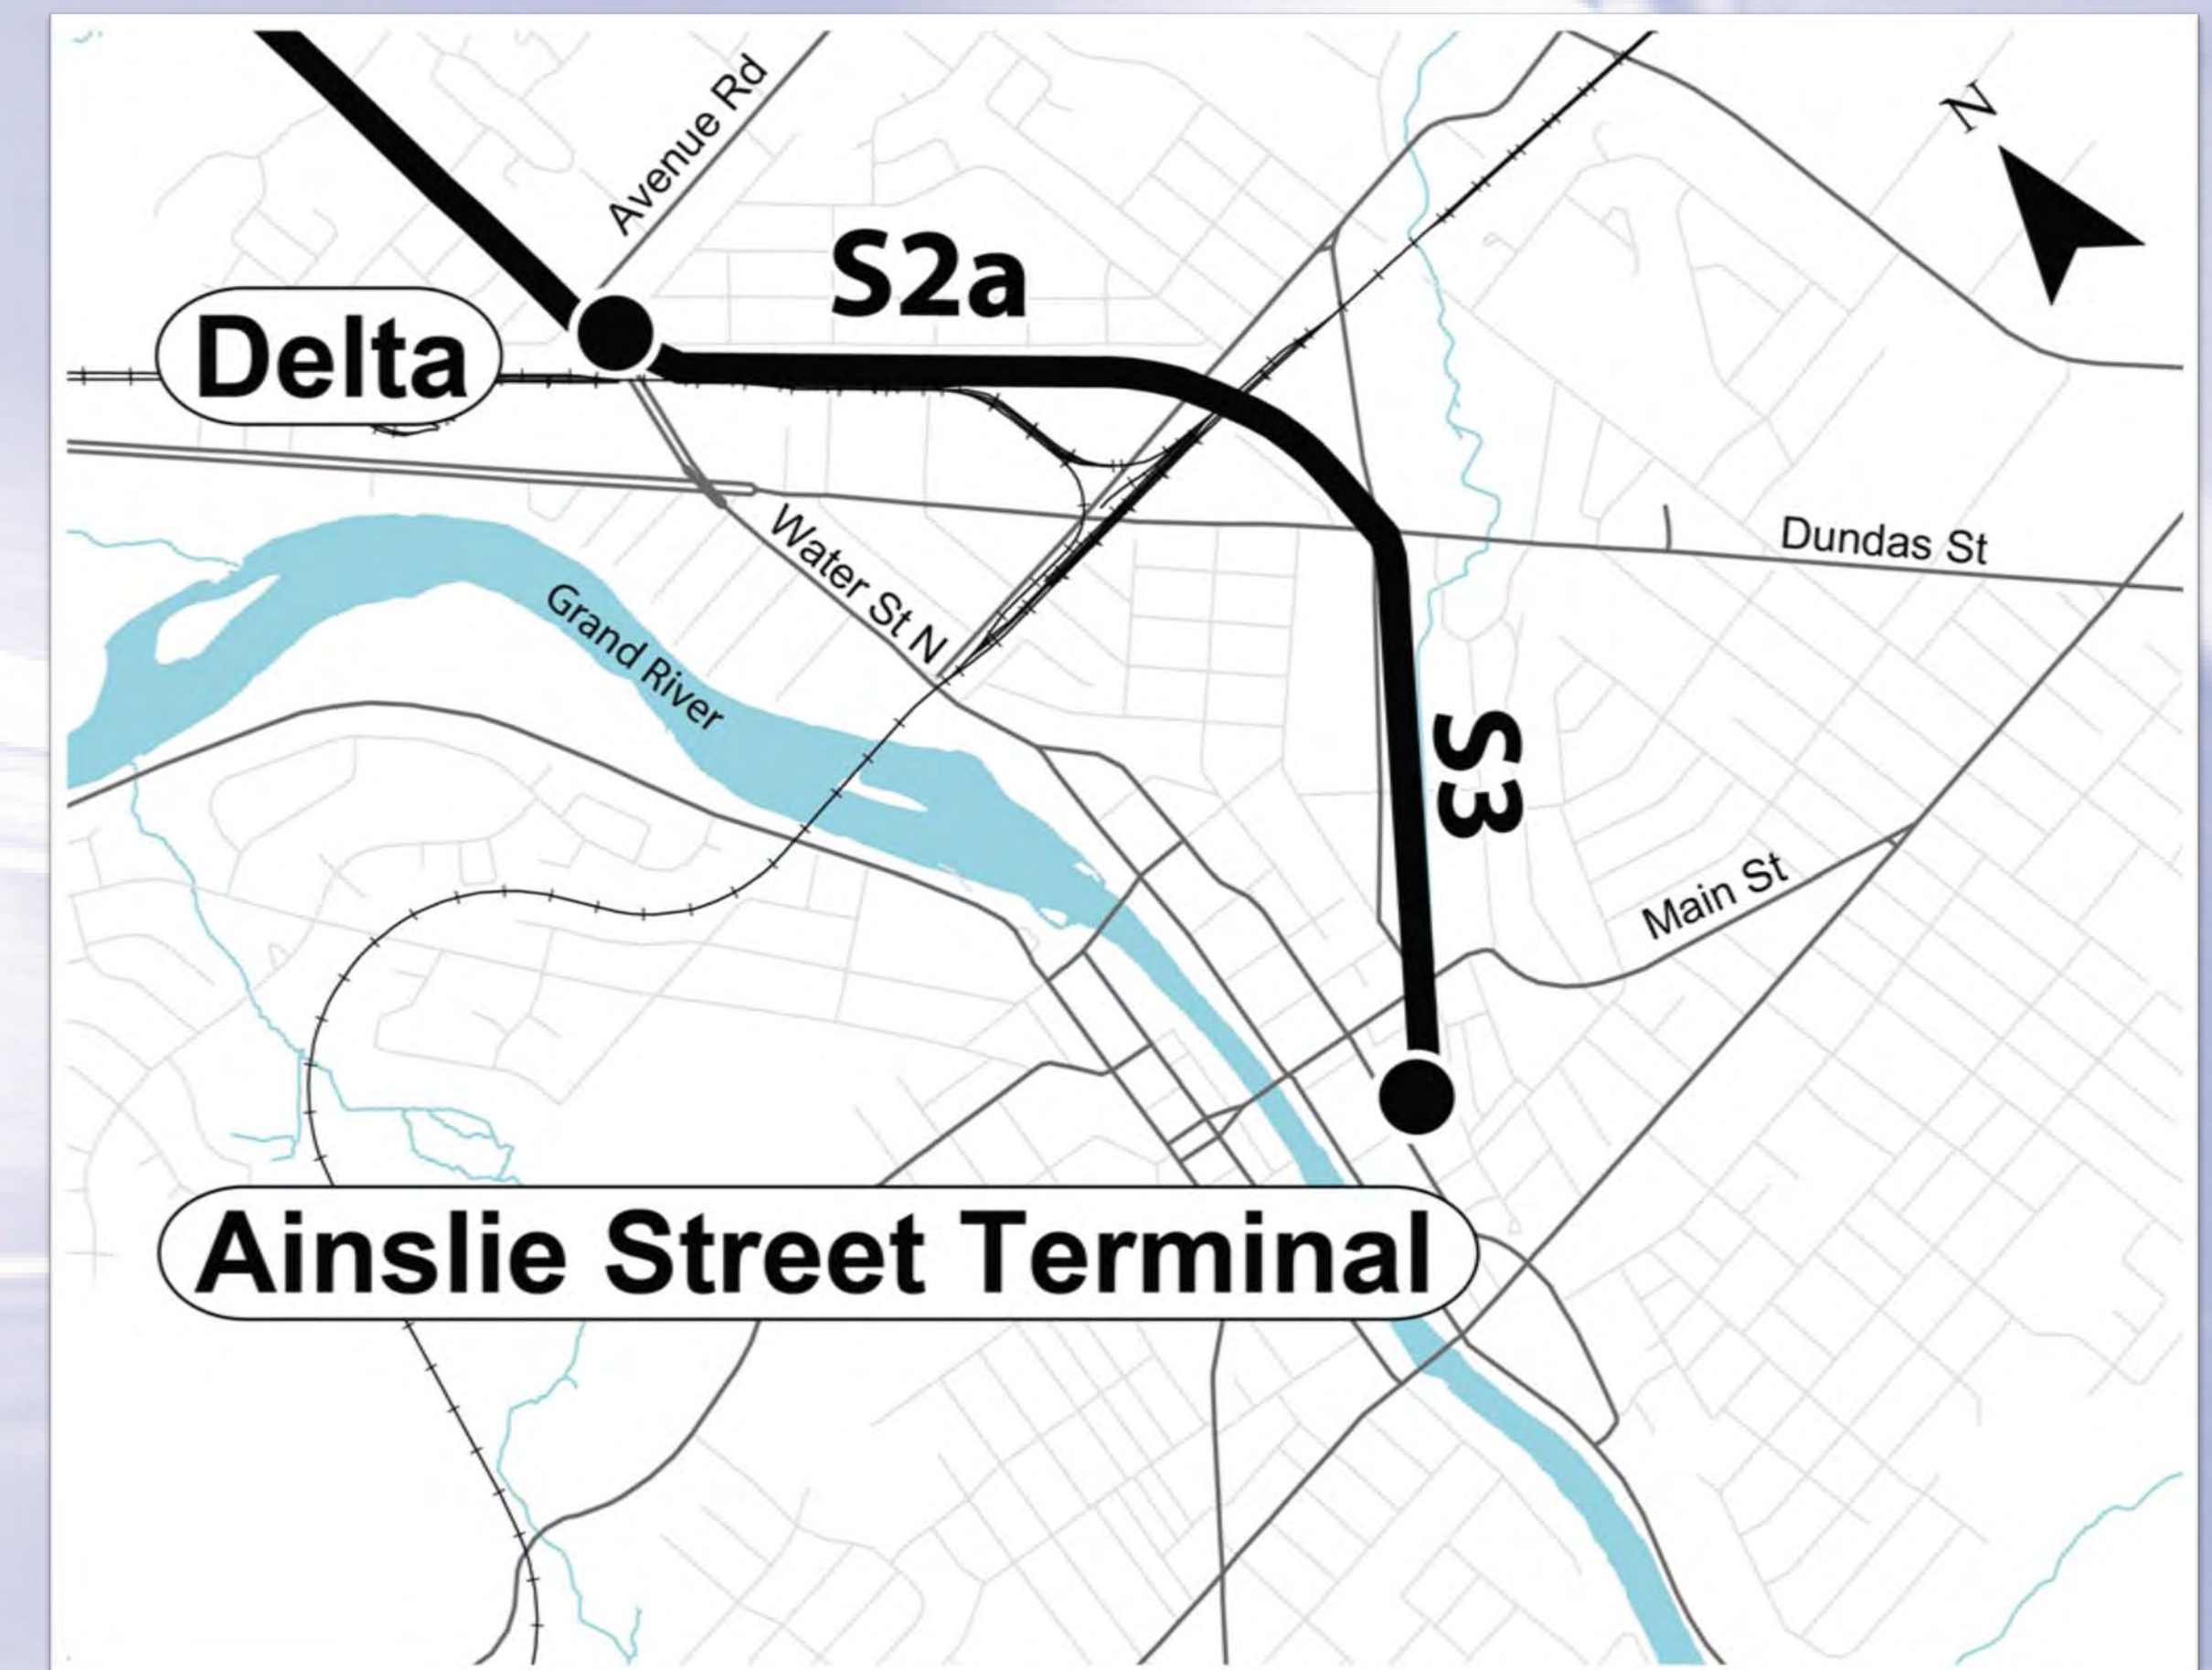 Avenue Rd
N
S2a
Delta
Dundas St
Water St N
Grand River
S3
Main St
Ainslie Street Terminal